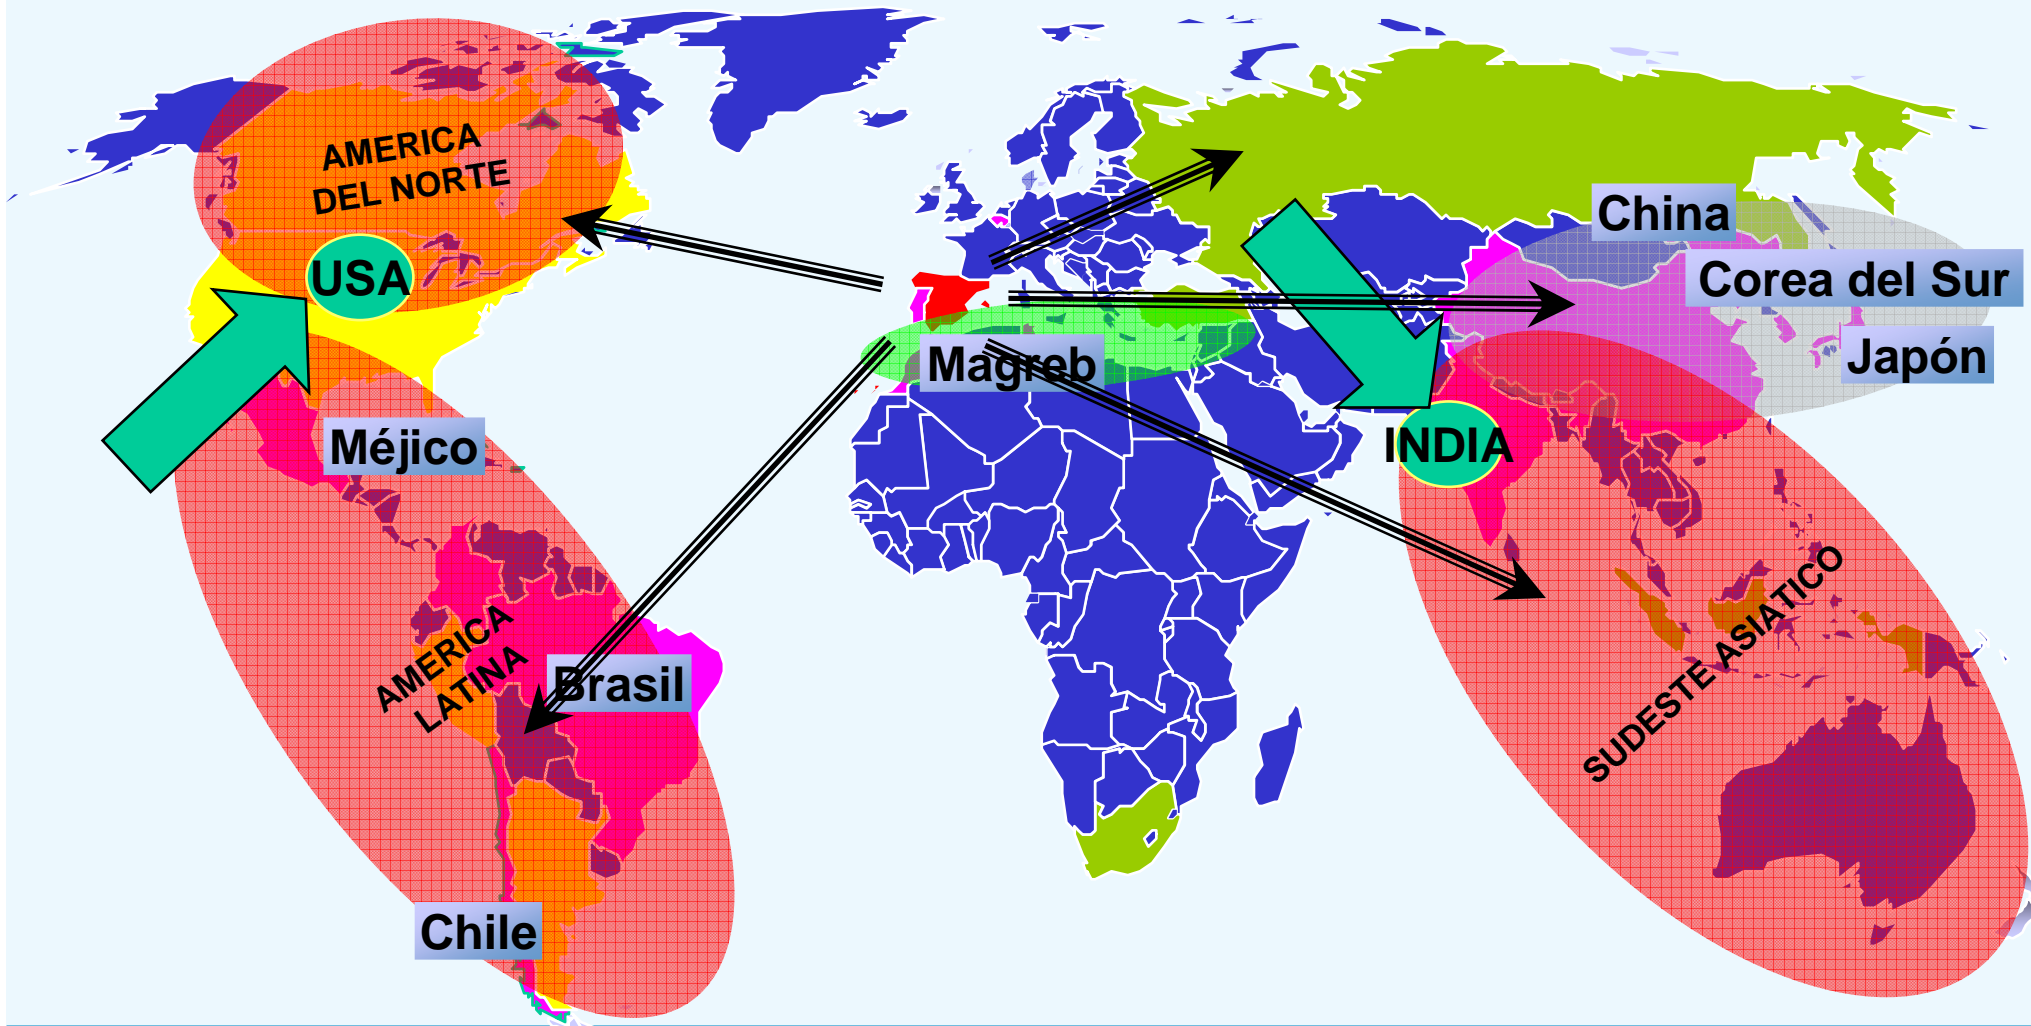 AMERICA
DEL NORTE
USA
China
Corea del Sur
Japón
Magreb
Méjico
INDIA
AMERICA
LATINA
Brasil
SUDESTE ASIATICO
Chile